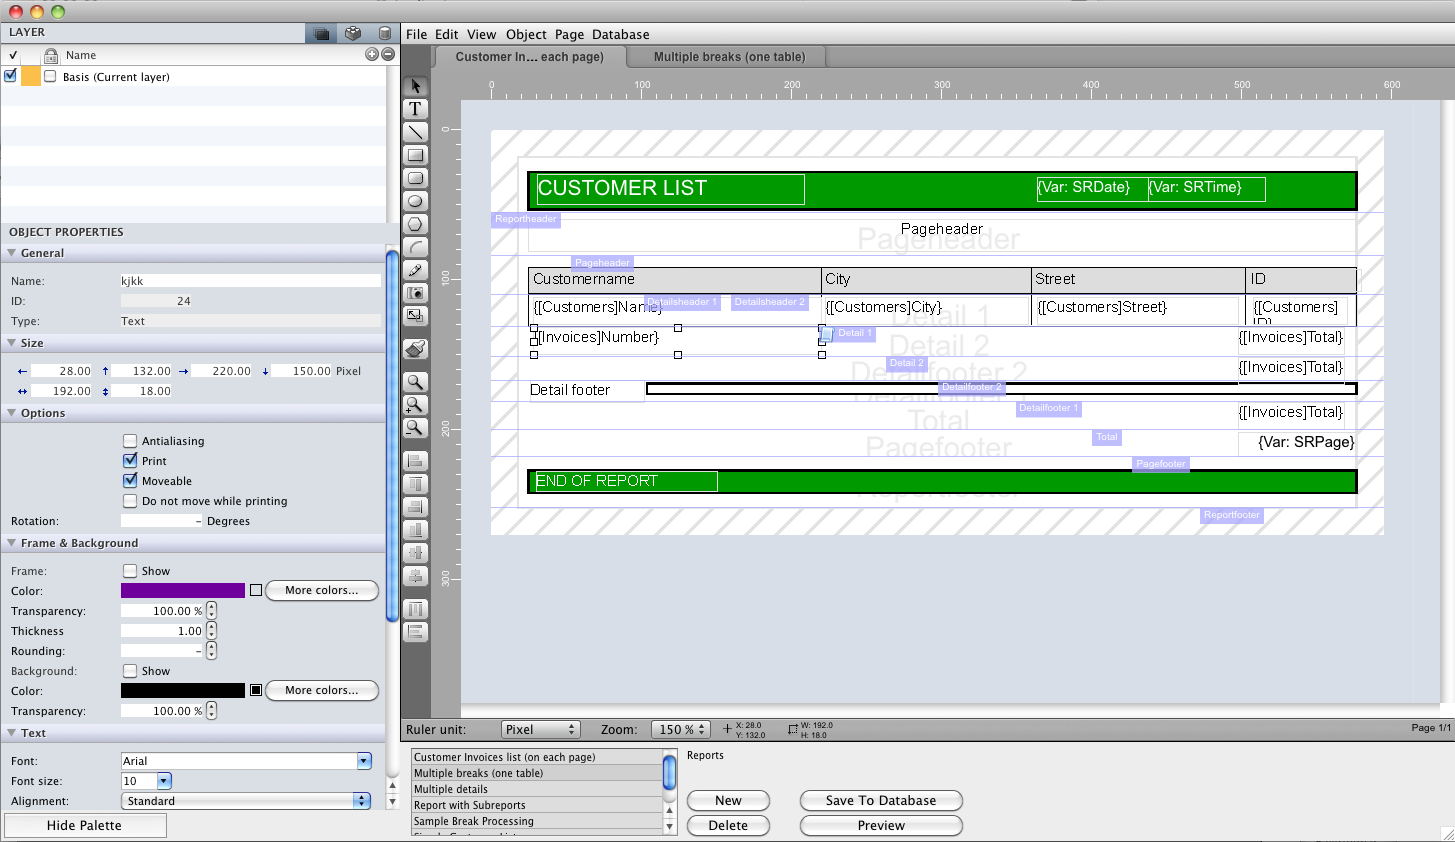 LAYER
Name
Basis (Current layer)
OBJECT PROPERTIES
General
Name: kjkk
ID: 24
Type: Text
Size
28.00 132.00 220.00 150.00 Pixel
192.00 18.00
Options
Antialiasing
Print
Moveable
Do not move while printing
Rotation: – Degrees
Frame & Background
Frame: Show
Color: More colors...
Transparency: 100.00 %
Thickness 1.00
Rounding: –
Background: Show
Color: More colors...
Transparency: 100.00 %
Text
Font: Arial
Font size: 10
Alignment: Standard
Hide Palette
File Edit View Object Page Database
Customer In... each page) Multiple breaks (one table)
0 100 200 300 400 500 600
0
100
200
300
CUSTOMER LIST {Var: SRDate} {Var: SRTime}
Reportheader
Pageheader
Pageheader
Pageheader
Customername City Street ID
{[Customers]Name} Detailsheader 1 Detailsheader 2 {[Customers]City} {[Customers]Street} {[Customers]
ID}
Detail 1
{[Invoices]Number} Detail 1 {[Invoices]Total}
Detail 2
Detail 2 {[Invoices]Total}
Detailfooter 2
Detail footer Detailfooter 2
Detailfooter 1
Detailfooter 1 {[Invoices]Total}
Total
Total {Var: SRPage}
Pagefooter
Pagefooter
END OF REPORT
Reportfooter
Reportfooter
Ruler unit: Pixel Zoom: 150 % X: 28.0 Y: 132.0 W: 192.0 H: 18.0 Page 1/1
Customer Invoices list (on each page)
Multiple breaks (one table)
Multiple details
Report with Subreports
Sample Break Processing
Reports
New Save To Database
Delete Preview